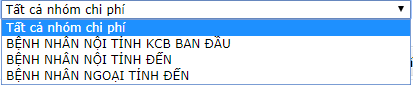 Tất cả nhóm chi phí
Tất cả nhóm chi phí
BỆNH NHÂN NỘI TỈNH KCB BAN ĐẦU
BỆNH NHÂN NỘI TỈNH ĐẾN
BỆNH NHÂN NGOẠI TỈNH ĐẾN